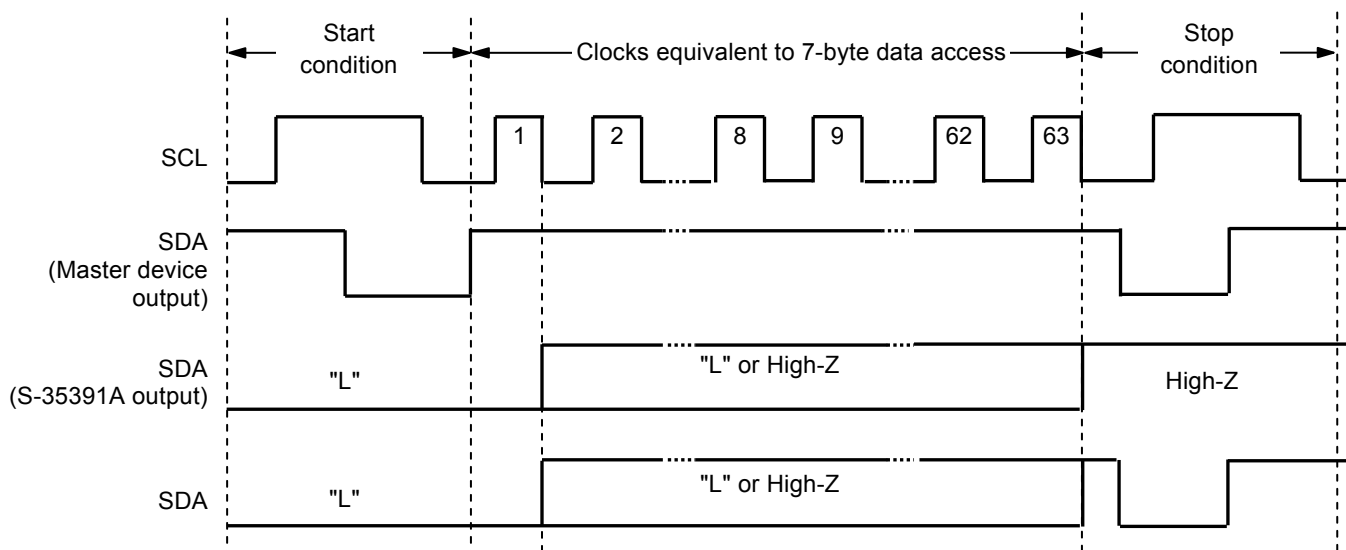 Start
condition
Clocks equivalent to 7-byte data access
Stop
condition
SCL
1
2
8
9
62
63
SDA
(Master device
output)
SDA
(S-35391A output)
"L"
"L" or High-Z
High-Z
SDA
"L"
"L" or High-Z